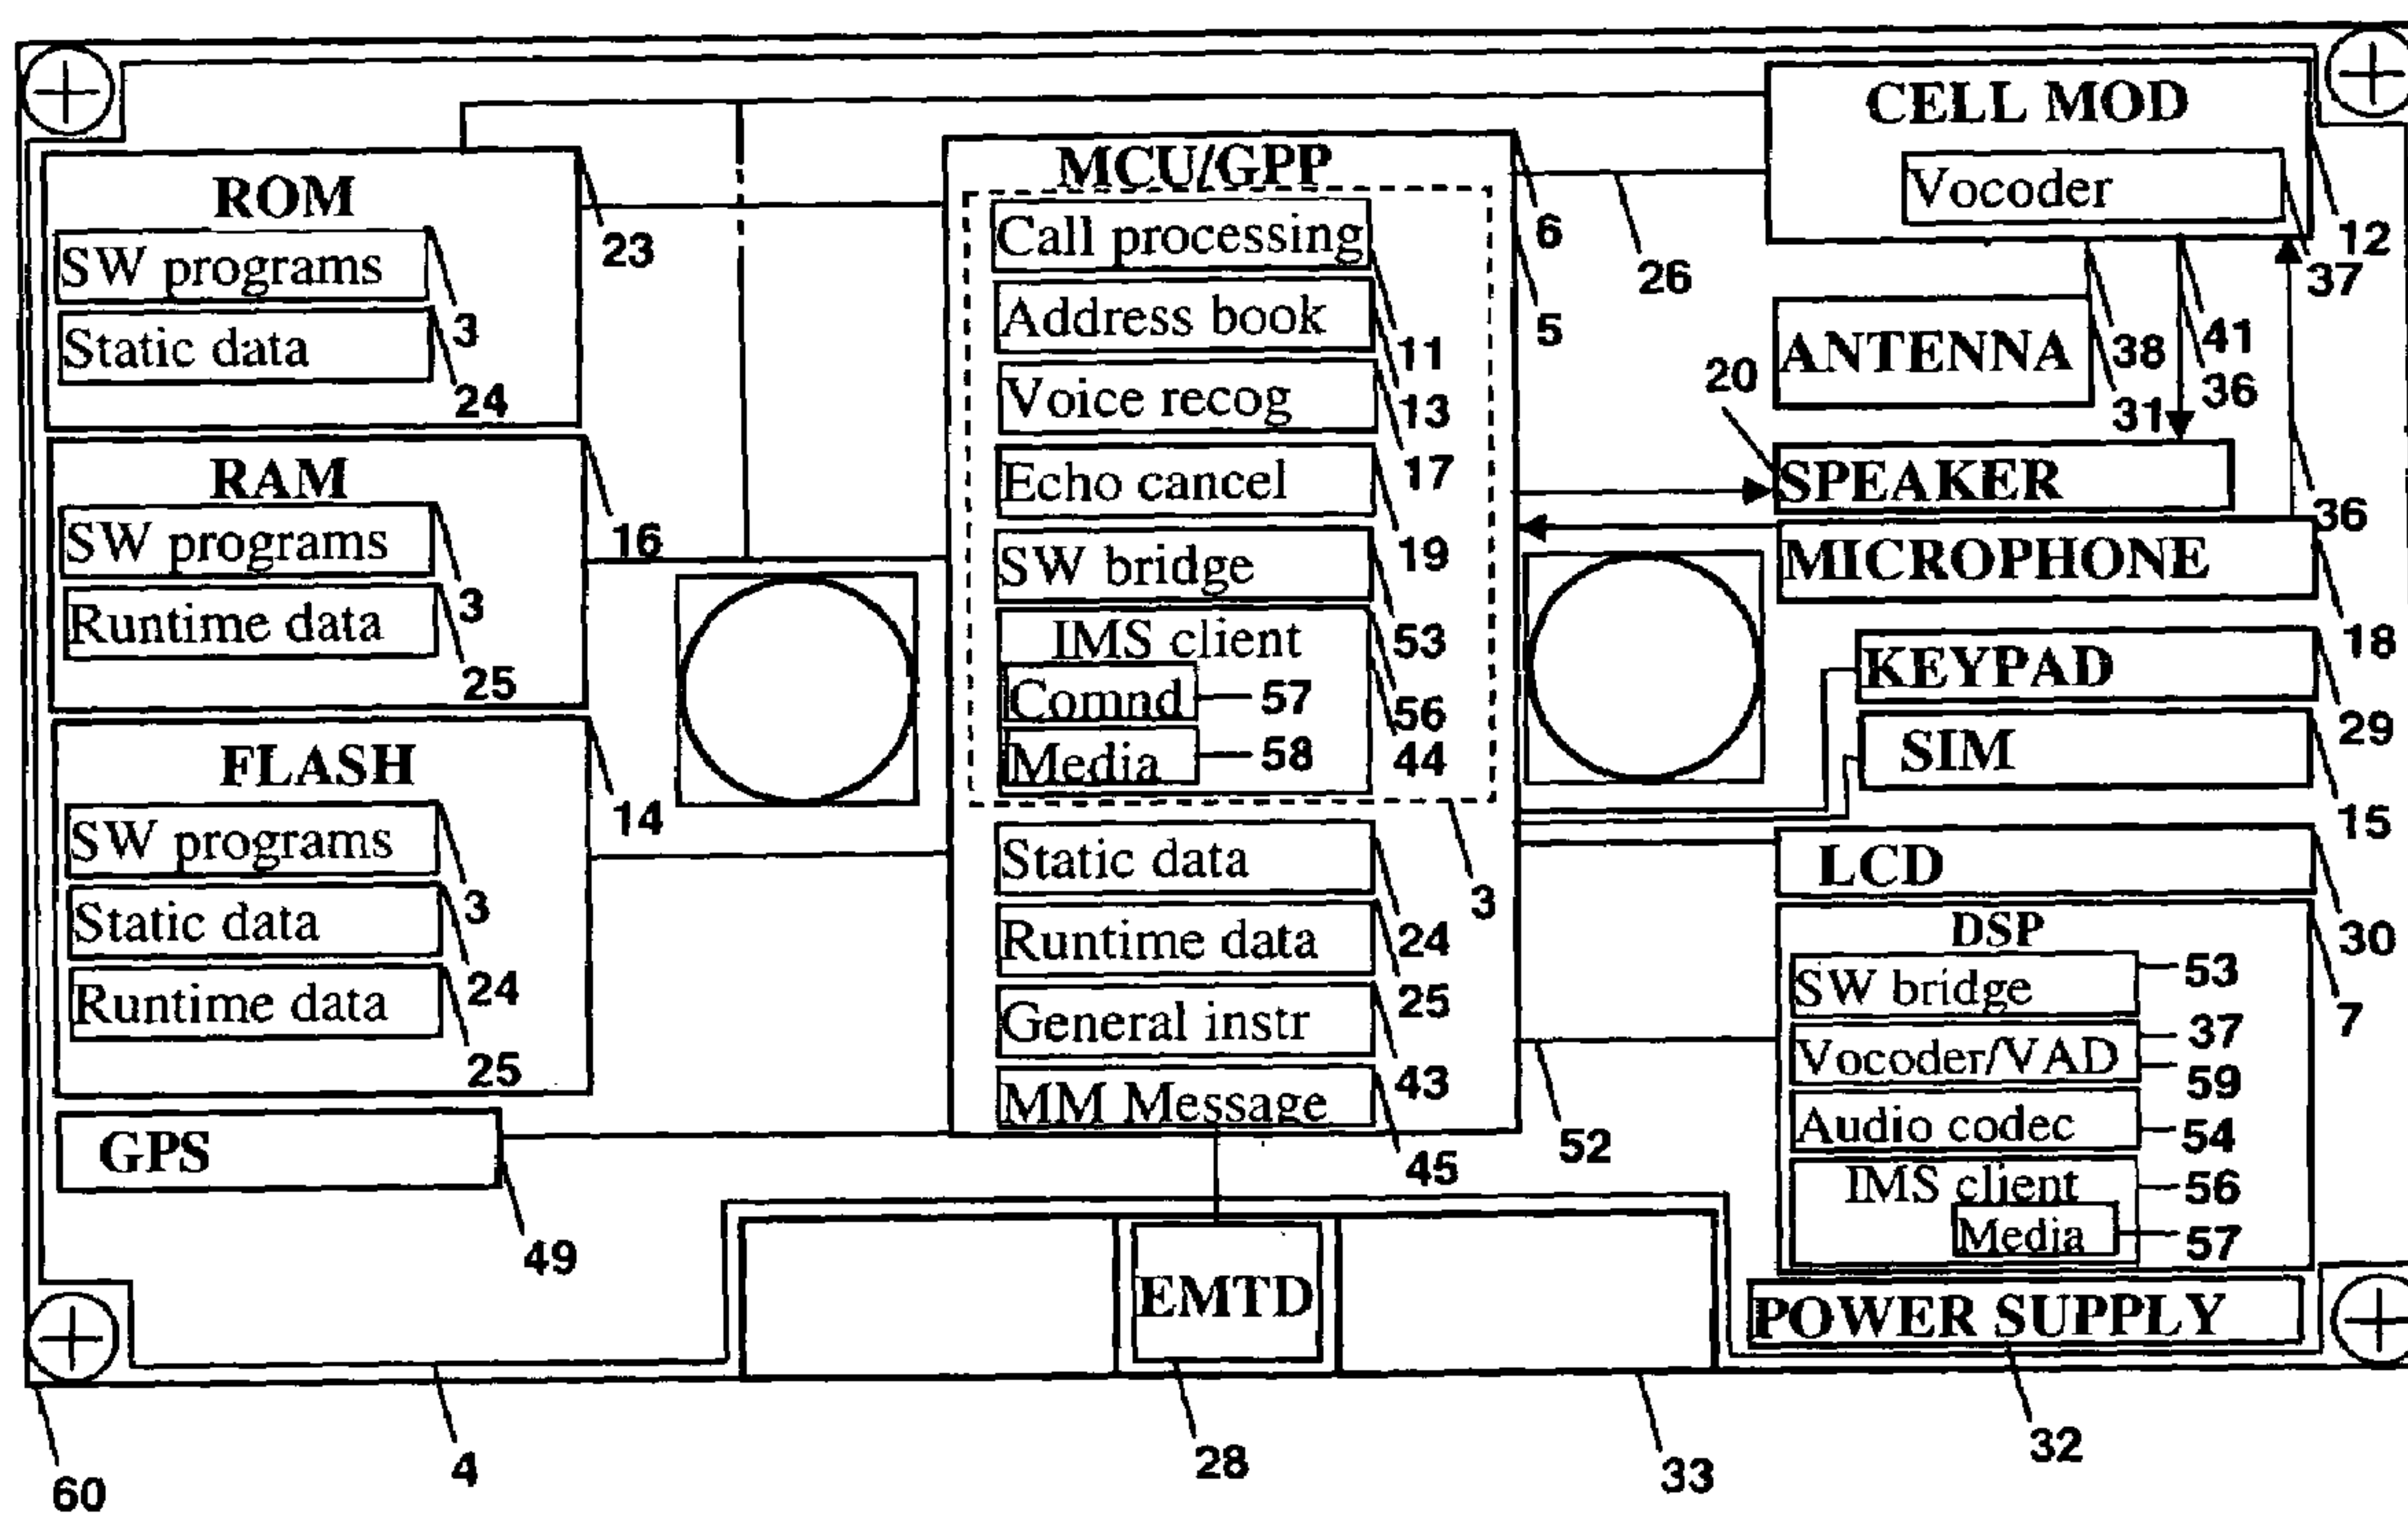 ROM
SW programs
Static data
23
3
24
RAM
SW programs
Runtime data
16
3
25
FLASH
SW programs
Static data
Runtime data
14
3
24
25
GPS
49
MCU/GPP
Call processing
Address book
Voice recog
Echo cancel
SW bridge
IMS client
Comnd
57
Media
58
Static data
Runtime data
General instr
MM Message
6
5
11
13
17
19
53
56
44
3
24
25
43
45
26
52
CELL MOD
Vocoder
12
37
ANTENNA
38
31
41
36
20
SPEAKER
36
MICROPHONE
18
KEYPAD
29
SIM
15
LCD
30
DSP
7
SW bridge
53
Vocoder/VAD
37
59
Audio codec
54
IMS client
56
Media
57
POWER SUPPLY
32
EMTD
28
33
4
60